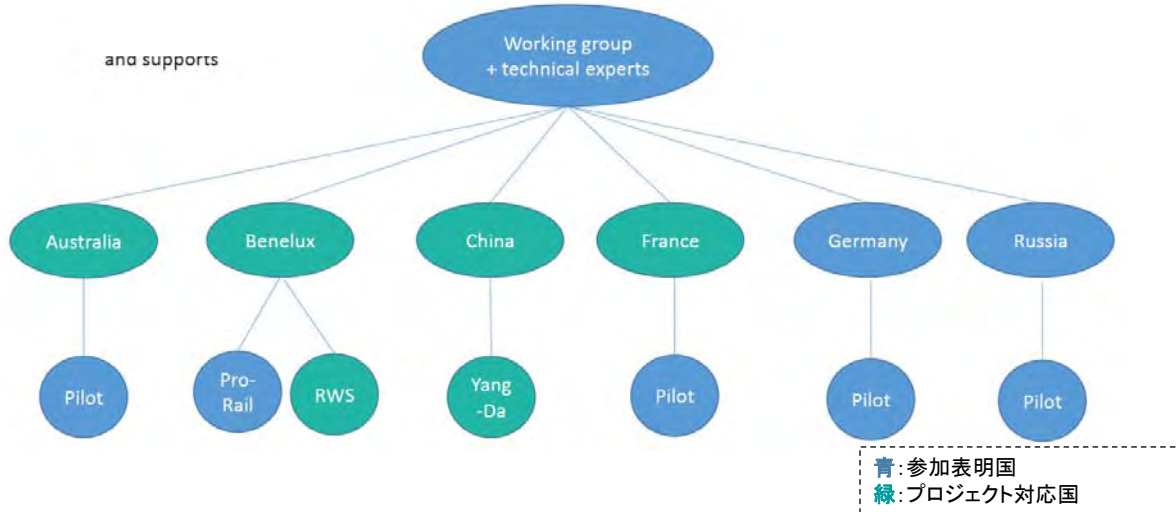 Working group
+ technical experts
and supports
Australia
Benelux
China
France
Germany
Russia
Pilot
Pro-
Rail
RWS
Yang
-Da
Pilot
Pilot
Pilot
青:参加表明国
緑:プロジェクト対応国